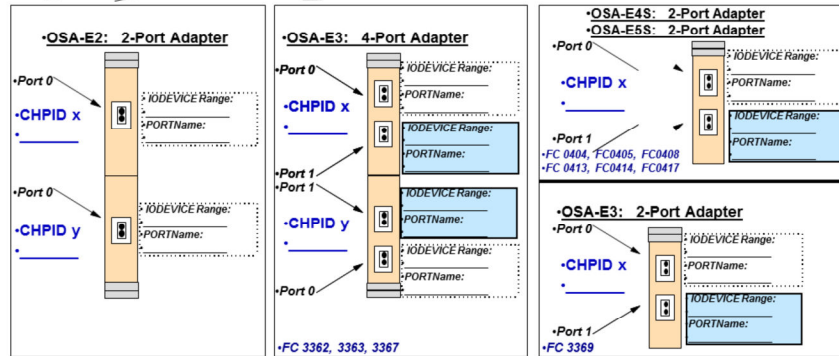 •OSA-E2: 2-Port Adapter
•Port 0
•IODEVICE Range:
•CHPID x
•PORTName:
•
•Port 0
•IODEVICE Range:
•CHPID y
•PORTName:
•
•OSA-E3: 4-Port Adapter
•Port 0
•IODEVICE Range:
•CHPID x
•PORTName:
•
•IODEVICE Range:
•PORTName:
•Port 1
•Port 1
•IODEVICE Range:
•CHPID y
•PORTName:
•
•IODEVICE Range:
•PORTName:
•Port 0
•FC 3362, 3363, 3367
•OSA-E4S: 2-Port Adapter
•OSA-E5S: 2-Port Adapter
•Port 0
•IODEVICE Range:
•CHPID x
•PORTName:
•
•IODEVICE Range:
•Port 1
•PORTName:
•FC 0404, FC0405, FC0408
•FC 0413, FC0414, FC0417
•OSA-E3: 2-Port Adapter
•Port 0
•IODEVICE Range:
•CHPID x
•PORTName:
•
•IODEVICE Range:
•Port 1
•PORTName:
•FC 3369